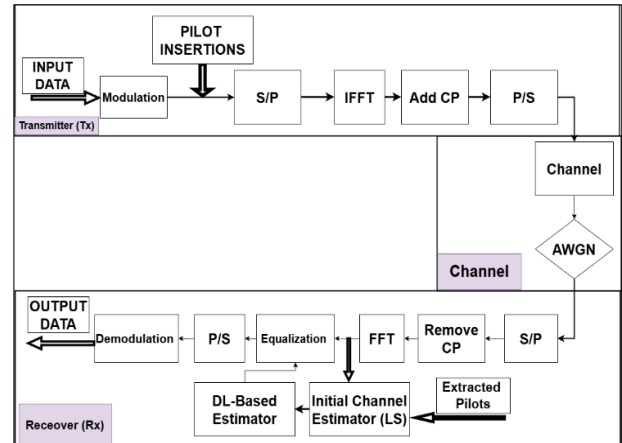 PILOT
INSERTIONS
INPUT
DATA
Modulation
S/P
IFFT
Add CP
P/S
Transmitter (Tx)
Channel
AWGN
Channel
OUTPUT
DATA
Demodulation
P/S
Equalization
FFT
Remove
CP
S/P
DL-Based
Estimator
Initial Channel
Estimator (LS)
Extracted
Pilots
Receover (Rx)